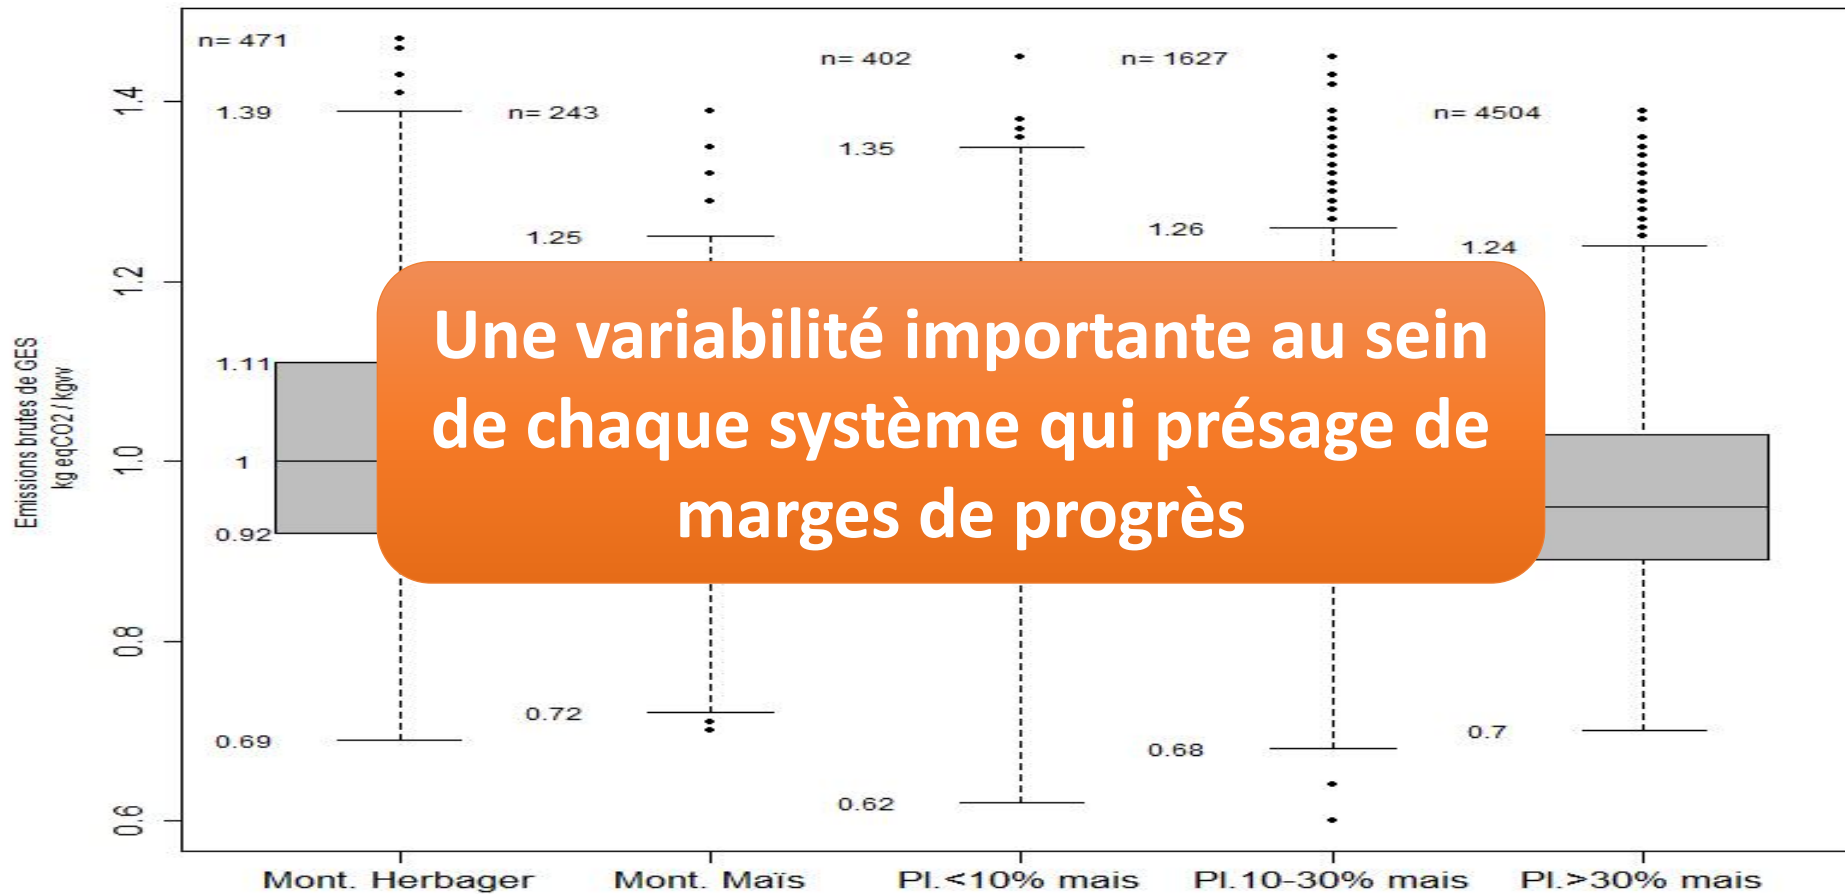 n= 471
n= 402
n= 1627
1.4
1.39
n= 243
n= 4504
1.35
1.25
1.26
1.24
1.2
Une variabilité importante au sein
de chaque système qui présage de
marges de progrès
Emissions brutes de GES
kg eqCO2 / kgvv
1.11
1.0
1
0.92
0.8
0.72
0.69
0.68
0.7
0.62
0.6
Mont. Herbager
Mont. Maïs
Pl.<10% mais
Pl.10-30% mais
Pl.>30% mais